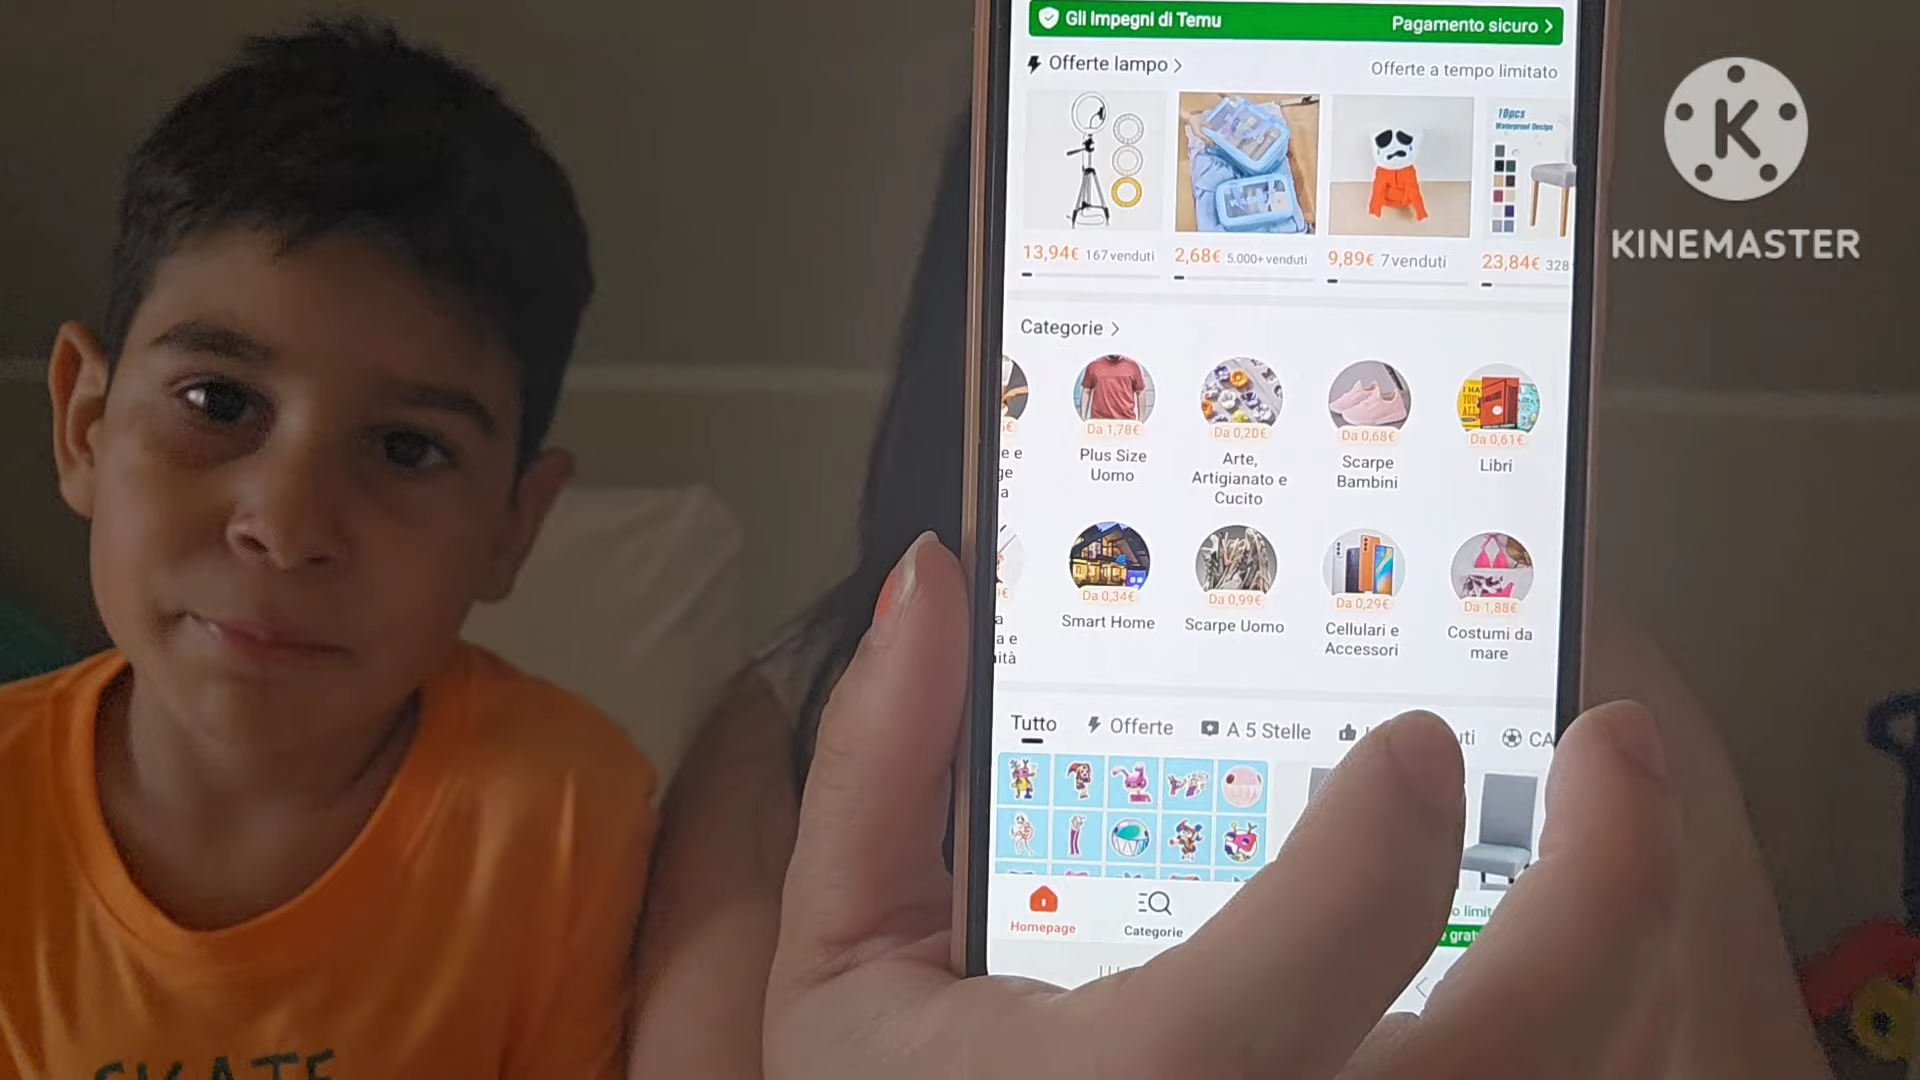 Gli Impegni di Temu
Pagamento sicuro >
Offerte lampo >
Offerte a tempo limitato
10pcs
Waterproof Design
13,94€ 167 venduti
2,68€ 5.000+ venduti
9,89€ 7 venduti
23,84€ 328
KINEMASTER
Categorie >
Da 1,78€
Da 0,20€
Da 0,68€
Da 0,61€
Plus Size
Uomo
Arte,
Artigianato e
Cucito
Scarpe
Bambini
Libri
Da 0,34€
Da 0,99€
Da 0,29€
Da 1,88€
Smart Home
Scarpe Uomo
Cellulari e
Accessori
Costumi da
mare
Tutto
Offerte
A 5 Stelle
Homepage
Categorie
SKATE